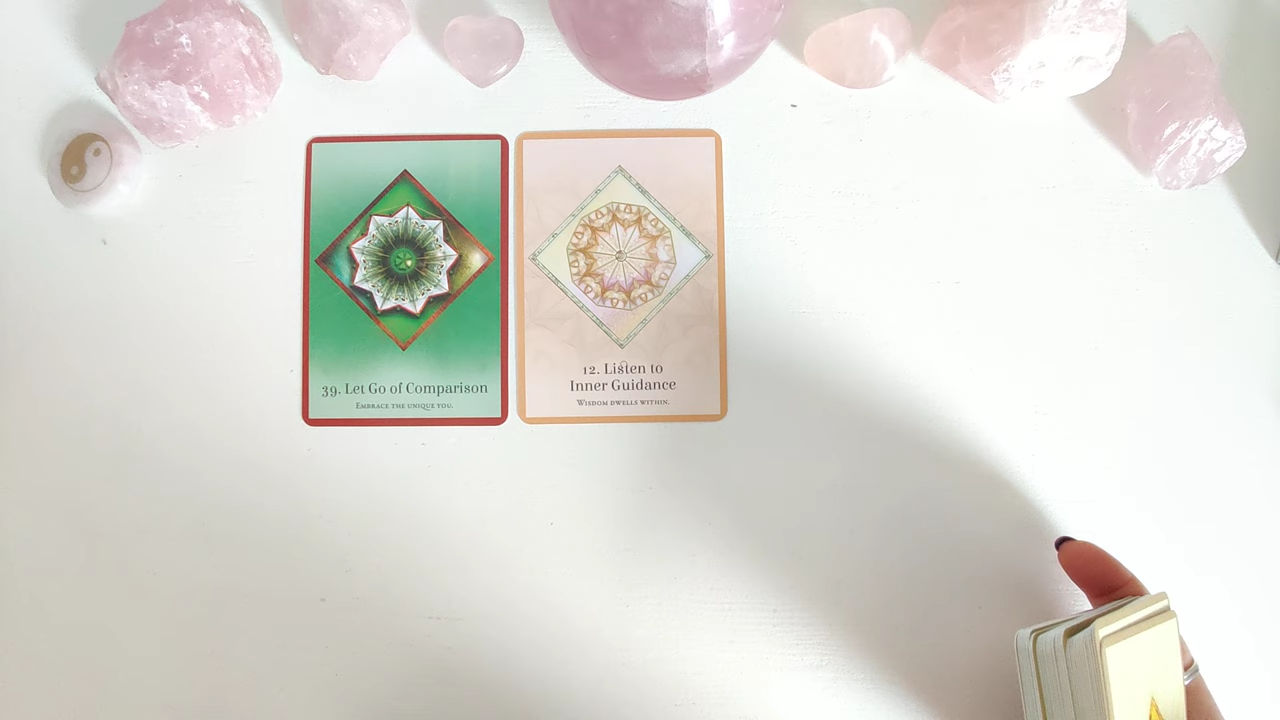 39. Let Go of Comparison
Embrace the unique you.
12. Listen to
Inner Guidance
Wisdom dwells within.